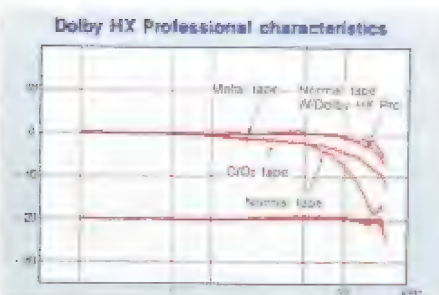 Dolby HX Professional characteristics
Metal tape
Normal tape
W/Dolby HX Pro
0
CrO₂ tape
Normal tape
20